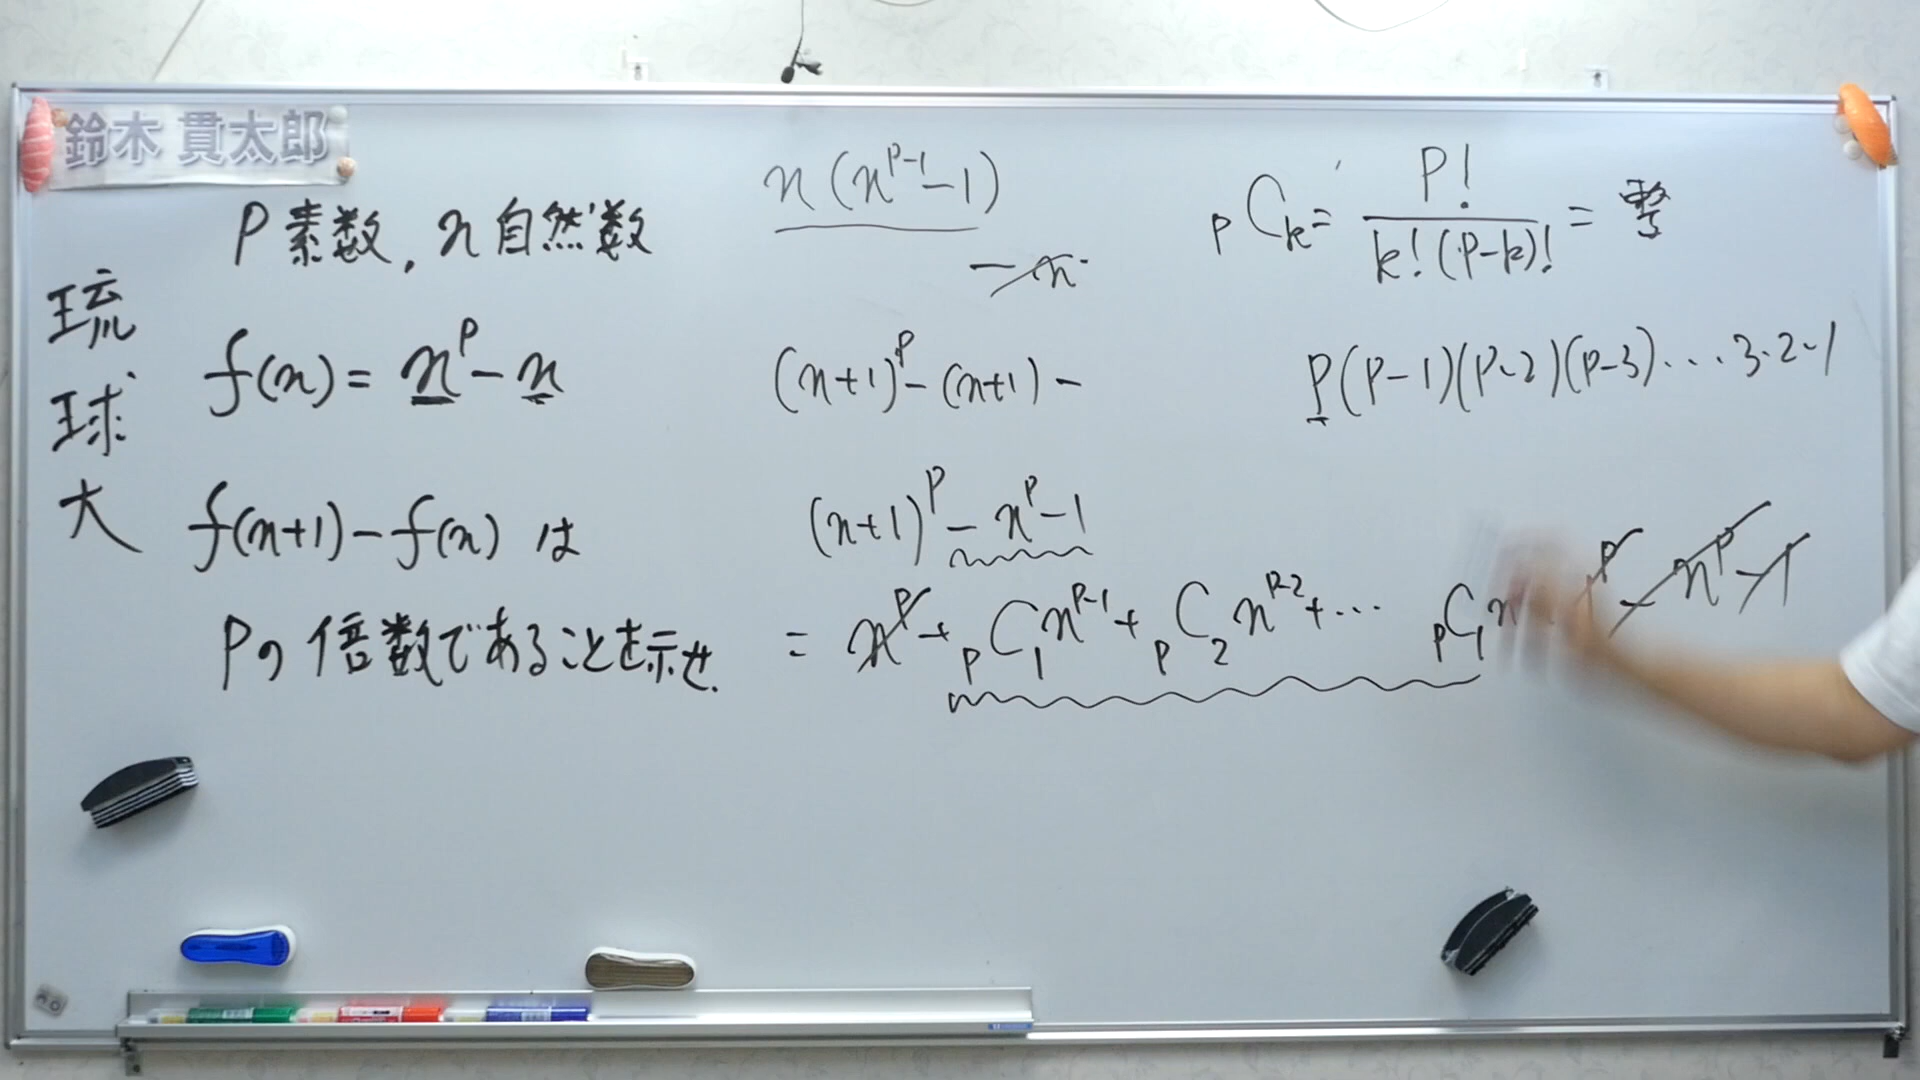 鈴木 貫太郎
琉球大
P 素数, n 自然数
f(n) = n^p - n
f(n+1) - f(n) は
Pの倍数であることを示せ.
n(n^{p-1} - 1)
- n
(n+1)^p - (n+1) -
(n+1)^p - n^p - 1
= n^p + pC1 n^{p-1} + pC2 n^{p-2} + ... pC1 n - n^p - 1
pCk = P! / k!(p-k)! = 整
P(P-1)(P-2)(P-3)...3·2·1